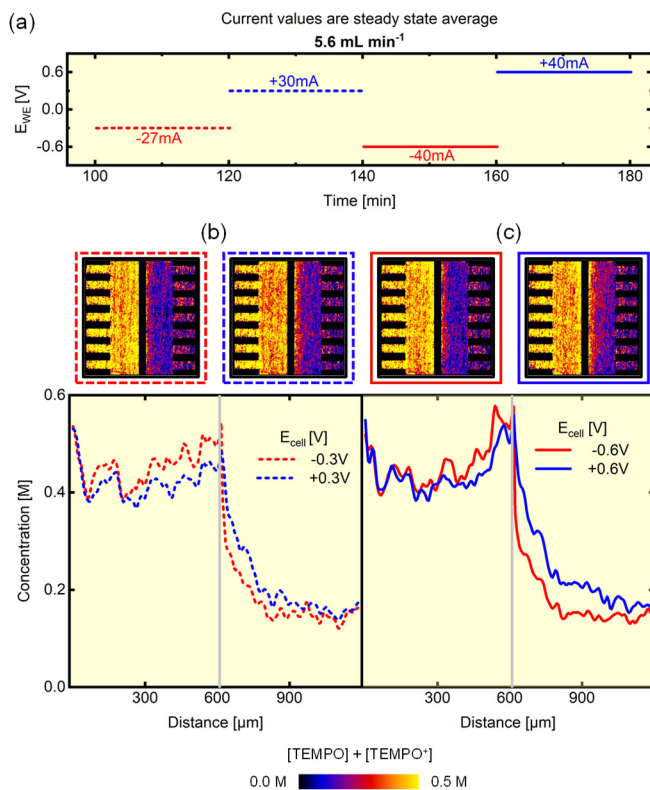 (a)
Current values are steady state average
5.6 mL min⁻¹
E_WE [V]
0.6
0.0
-0.6
-27mA
+30mA
-40mA
+40mA
100 120 140 160 180
Time [min]
(b) (c)
Concentration [M]
0.6
0.4
0.2
0.0
E_cell [V]
-0.3V
+0.3V
E_cell [V]
-0.6V
+0.6V
300 600 900 300 600 900
Distance [µm] Distance [µm]
[TEMPO] + [TEMPO⁺]
0.0 M 0.5 M